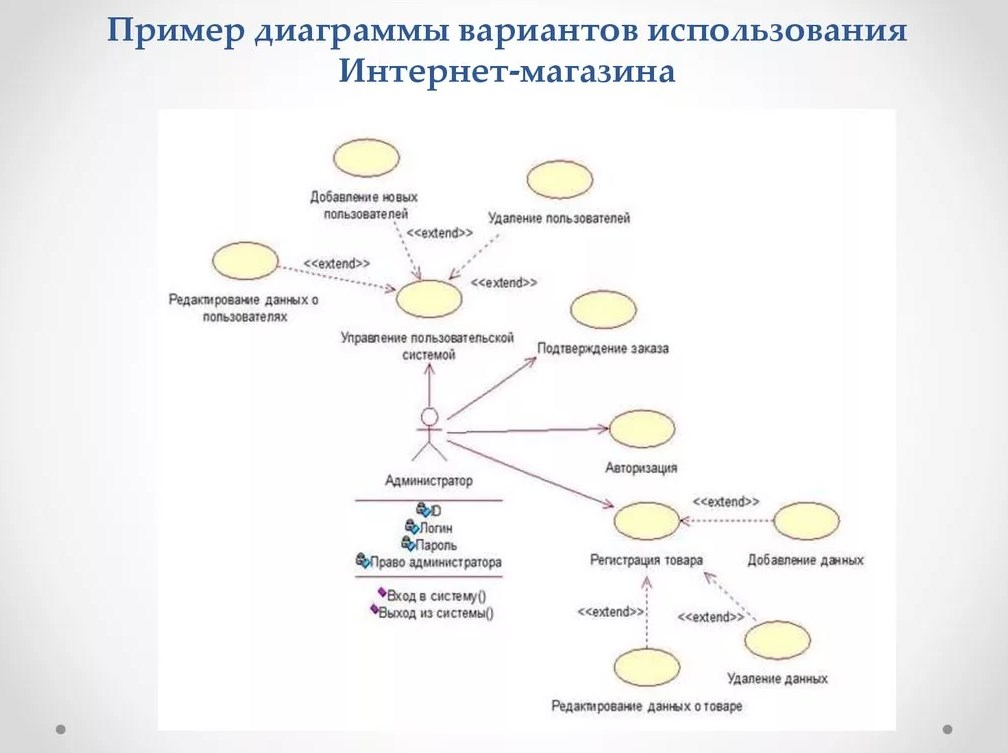 Пример диаграммы вариантов использования
Интернет-магазина
Добавление новых
пользователей
Удаление пользователей
<<extend>>
<<extend>>
<<extend>>
Редактирование данных о
пользователях
Управление пользовательской
системой
Подтверждение заказа
Авторизация
Администратор
ID
Логин
Пароль
Право администратора
Вход в систему()
Выход из системы()
<<extend>>
Регистрация товара
Добавление данных
<<extend>>
<<extend>>
Удаление данных
Редактирование данных о товаре